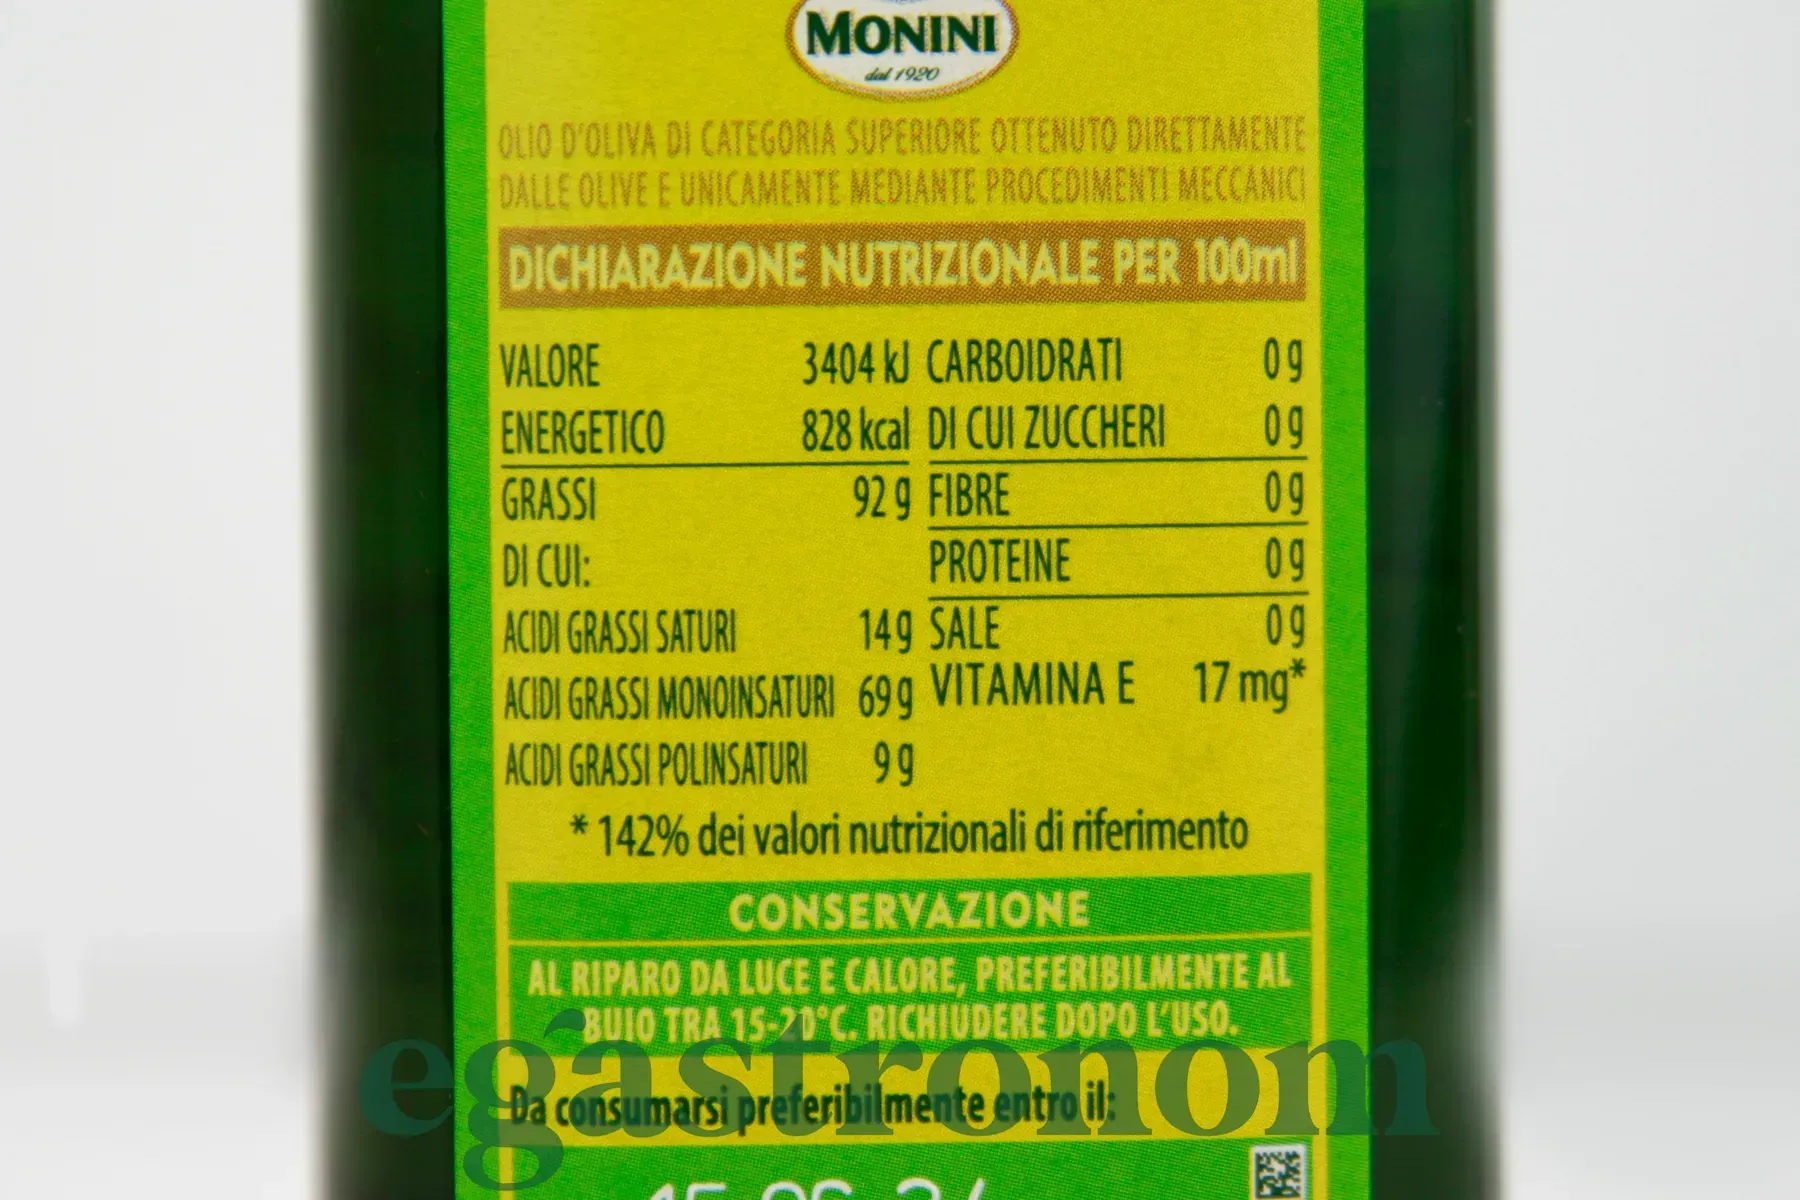 MONINI
dal 1920
OLIO D'OLIVA DI CATEGORIA SUPERIORE OTTENUTO DIRETTAMENTE
DALLE OLIVE E UNICAMENTE MEDIANTE PROCEDIMENTI MECCANICI
DICHIARAZIONE NUTRIZIONALE PER 100ml
VALORE 3404 kJ
ENERGETICO 828 kcal
GRASSI 92 g
DI CUI:
ACIDI GRASSI SATURI 14 g
ACIDI GRASSI MONOINSATURI 69 g
ACIDI GRASSI POLINSATURI 9 g
CARBOIDRATI 0 g
DI CUI ZUCCHERI 0 g
FIBRE 0 g
PROTEINE 0 g
SALE 0 g
VITAMINA E 17 mg*
* 142% dei valori nutrizionali di riferimento
CONSERVAZIONE
AL RIPARO DA LUCE E CALORE, PREFERIBILMENTE AL
BUIO TRA 15-20°C. RICHIUDERE DOPO L'USO.
egastronom
Da consumarsi preferibilmente entro il: